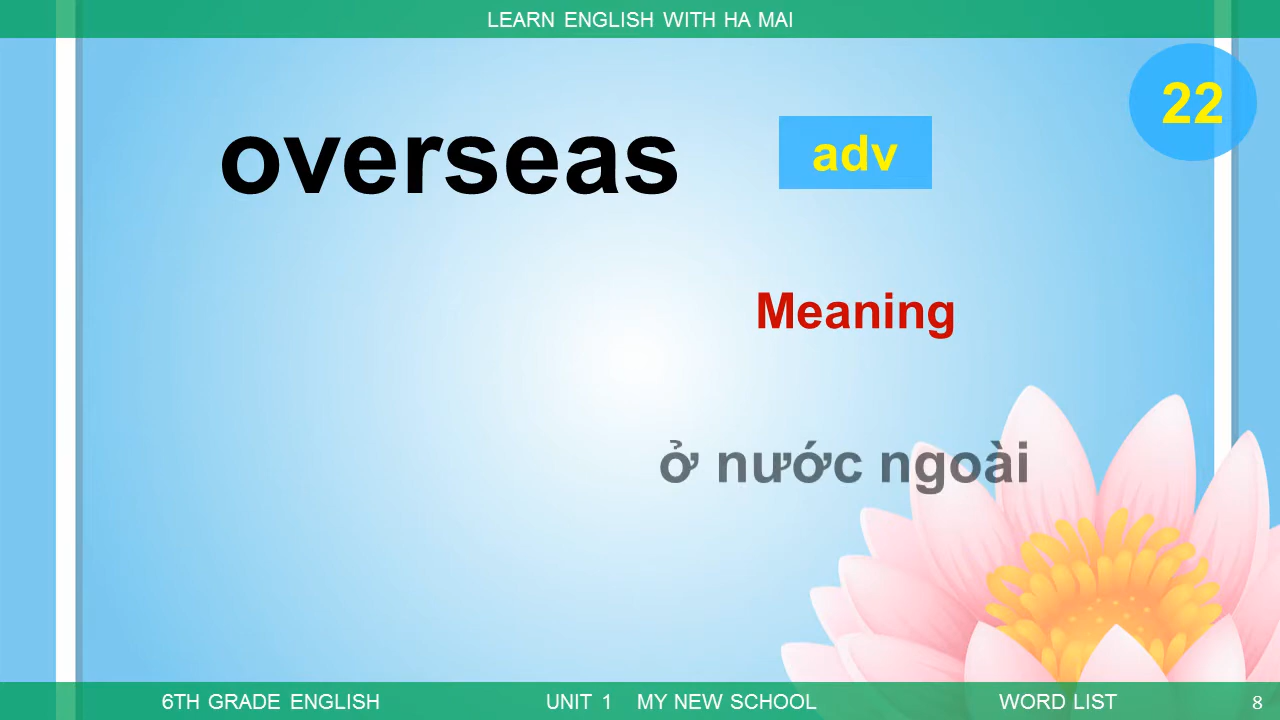 LEARN ENGLISH WITH HA MAI
22
overseas adv
Meaning
ở nước ngoài
6TH GRADE ENGLISH UNIT 1 MY NEW SCHOOL WORD LIST 8